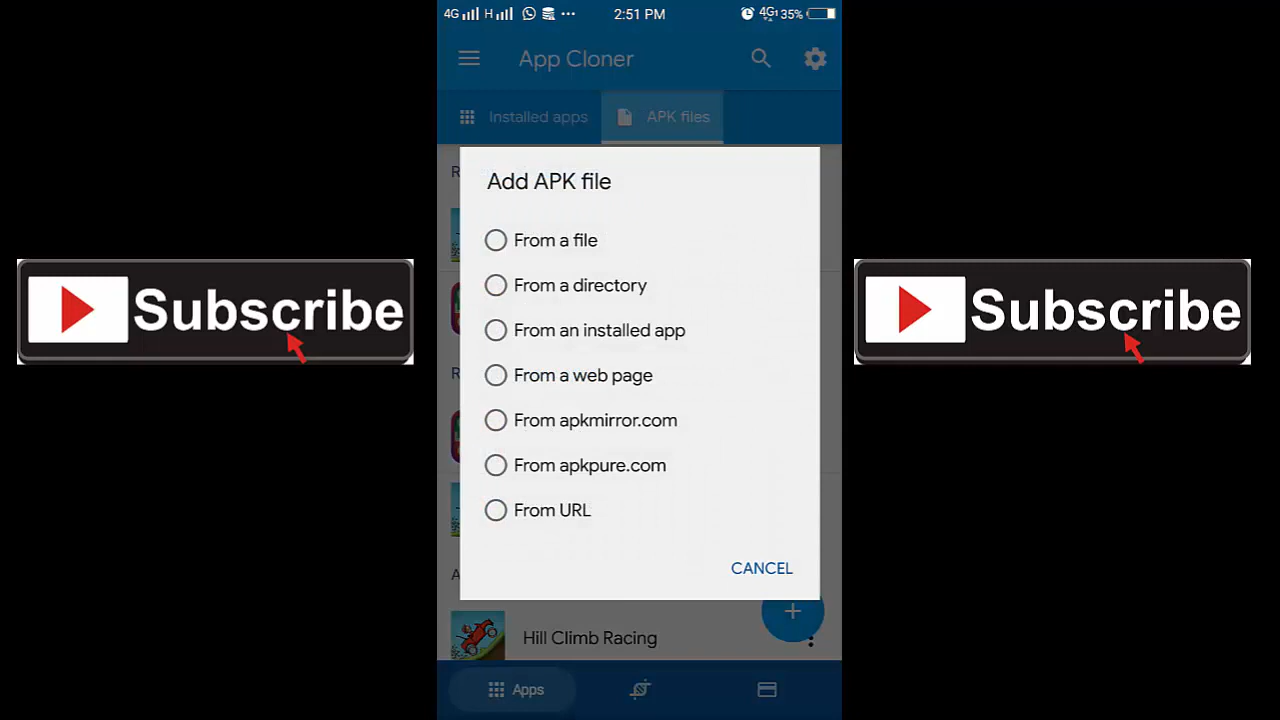 4G H 2:51 PM 4G1 35%
App Cloner
Installed apps APK files
R
Add APK file
From a file
From a directory
From an installed app
Subscribe
Subscribe
From a web page
R
From apkmirror.com
From apkpure.com
From URL
CANCEL
A
+
Hill Climb Racing
Apps